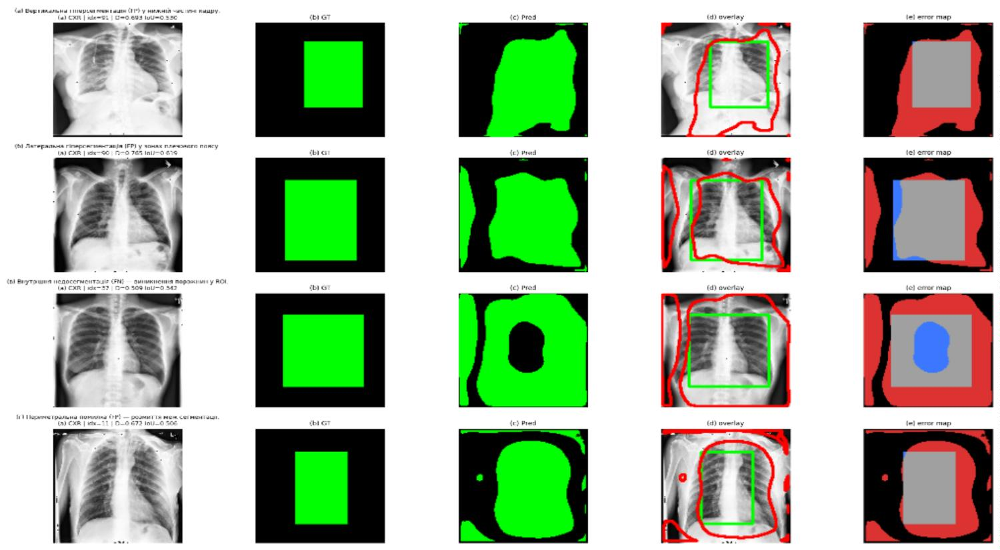 (а) Вертикальна гіперсегментація (FP) у нижній частині кадру.
(a) CXR | idx=91 | D=0.693 IoU=0.530
(b) GT
(c) Pred
(d) overlay
(e) error map
(б) Латеральна гіперсегментація (FP) у зонах плечового поясу
(a) CXR | idx=90 | D=0.765 IoU=0.619
(b) GT
(c) Pred
(d) overlay
(e) error map
(в) Внутрішня недосегментація (FN) — виникнення порожнин у ROI.
(a) CXR | idx=37 | D=0.509 IoU=0.342
(b) GT
(c) Pred
(d) overlay
(e) error map
(г) Периметральна помилка (FP) — розмиття меж сегментації.
(a) CXR | idx=11 | D=0.672 IoU=0.506
(b) GT
(c) Pred
(d) overlay
(e) error map